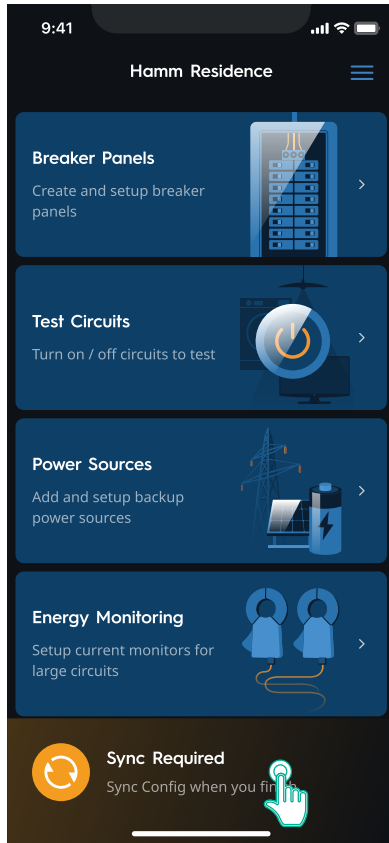 9:41
Hamm Residence
Breaker Panels
Create and setup breaker
panels
Test Circuits
Turn on / off circuits to test
Power Sources
Add and setup backup
power sources
Energy Monitoring
Setup current monitors for
large circuits
Sync Required
Sync Config when you